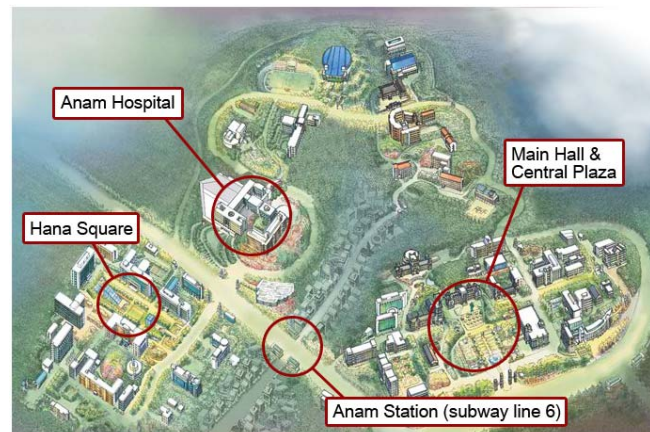 Anam Hospital
Main Hall &
Central Plaza
Hana Square
Anam Station (subway line 6)